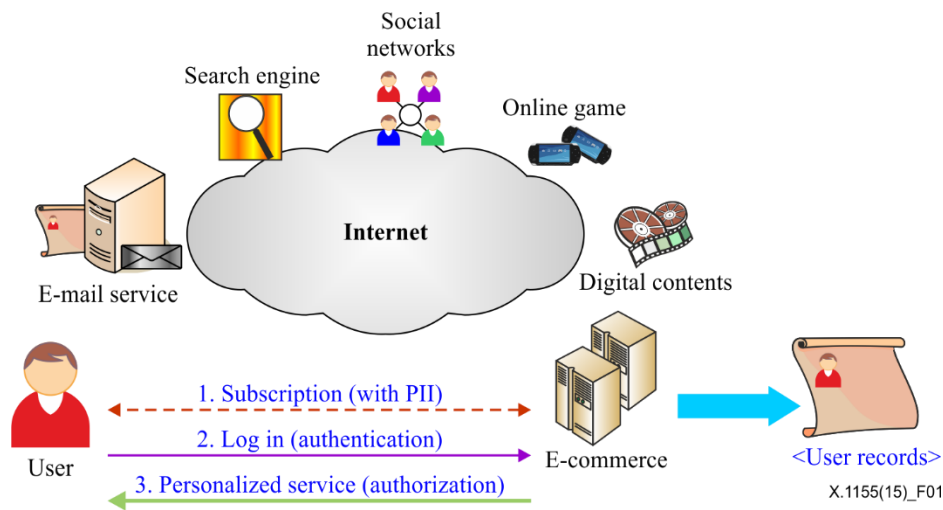 Social
networks
Search engine
Online game
Internet
E-mail service
Digital contents
1. Subscription (with PII)
2. Log in (authentication)
User
E-commerce
<User records>
3. Personalized service (authorization)
X.1155(15)_F01